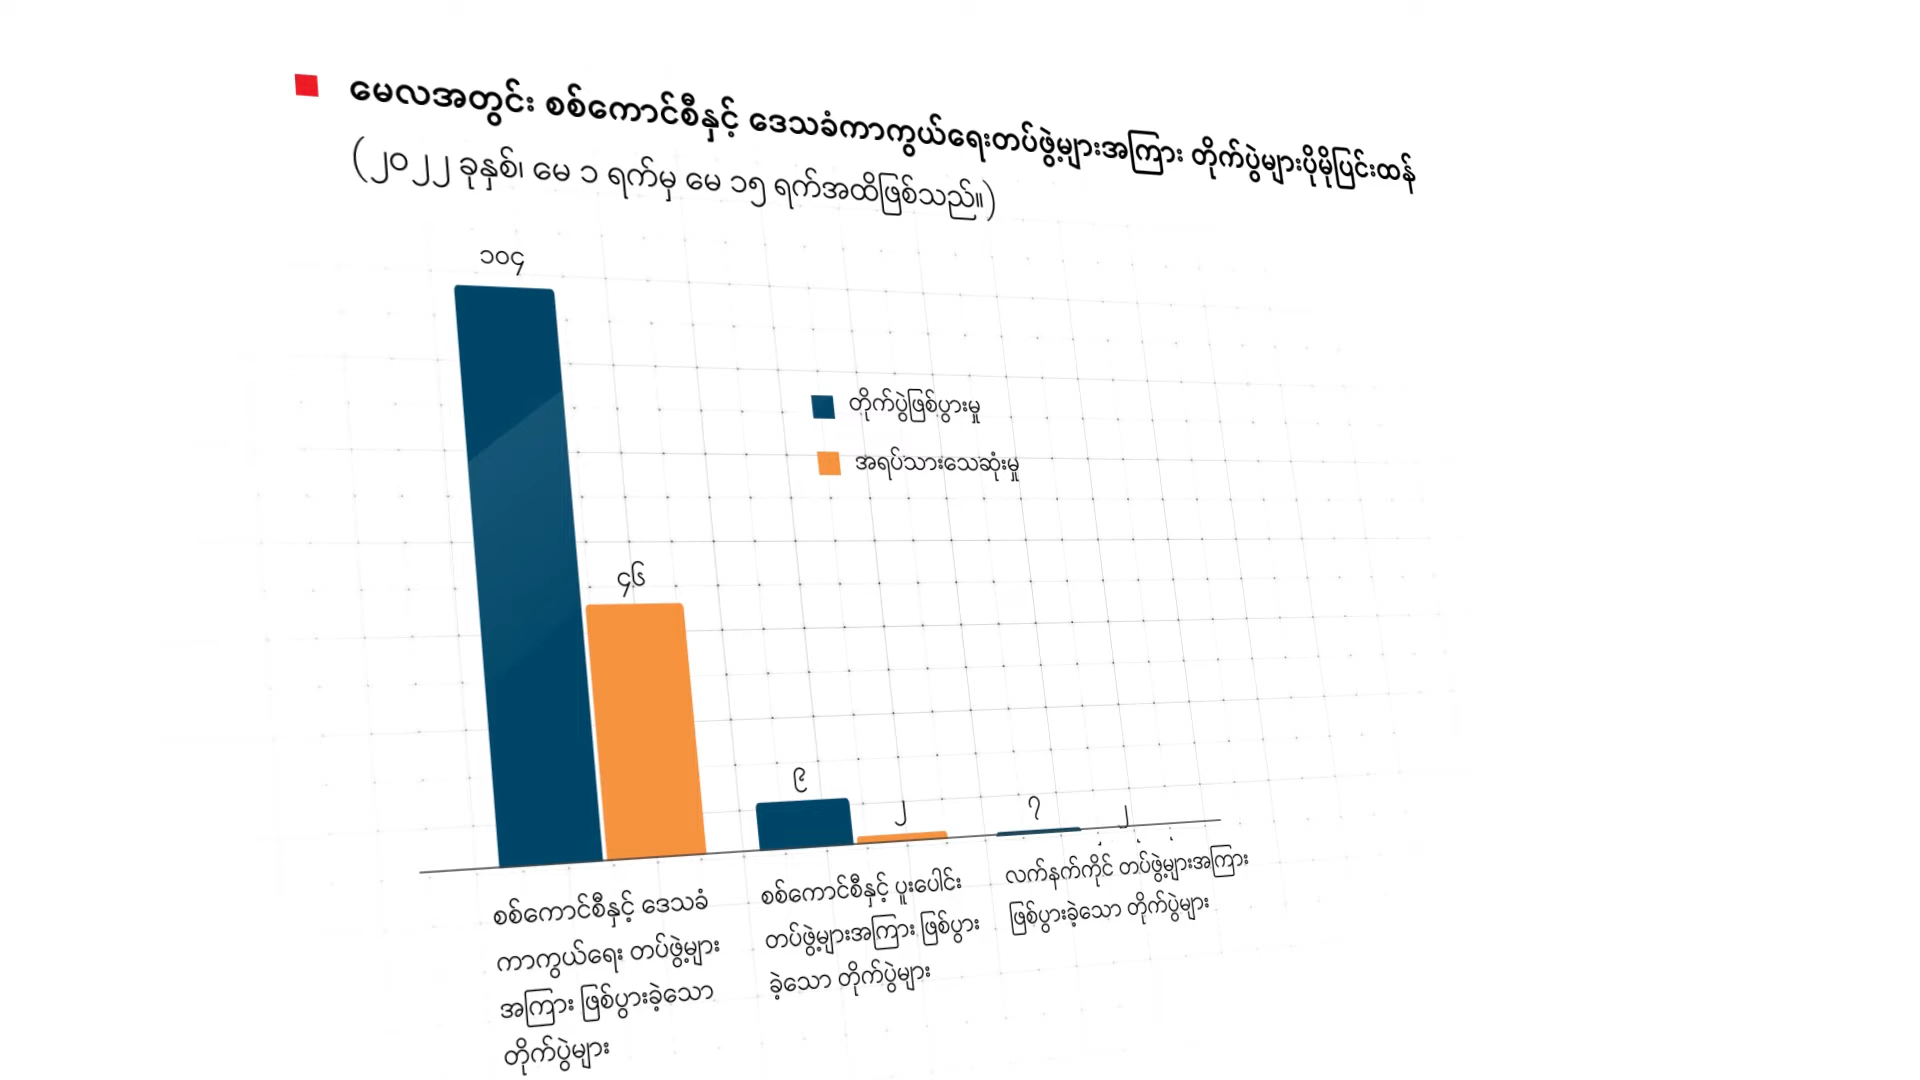 မေလအတွင်း စစ်ကောင်စီနှင့် ဒေသခံကာကွယ်ရေးတပ်ဖွဲ့များအကြား တိုက်ပွဲများပိုမိုပြင်းထန်
(၂၀၂၂ ခုနှစ်၊ မေ ၁ ရက်မှ မေ ၁၅ ရက်အထိဖြစ်သည်။)
၁၀၄
တိုက်ပွဲဖြစ်ပွားမှု
အရပ်သားသေဆုံးမှု
၄၆
၉
၂
၇
၂
စစ်ကောင်စီနှင့် ဒေသခံ
ကာကွယ်ရေး တပ်ဖွဲ့များ
အကြား ဖြစ်ပွားခဲ့သော
တိုက်ပွဲများ
စစ်ကောင်စီနှင့် ပူးပေါင်း
တပ်ဖွဲ့များအကြား ဖြစ်ပွား
ခဲ့သော တိုက်ပွဲများ
လက်နက်ကိုင် တပ်ဖွဲ့များအကြား
ဖြစ်ပွားခဲ့သော တိုက်ပွဲများ